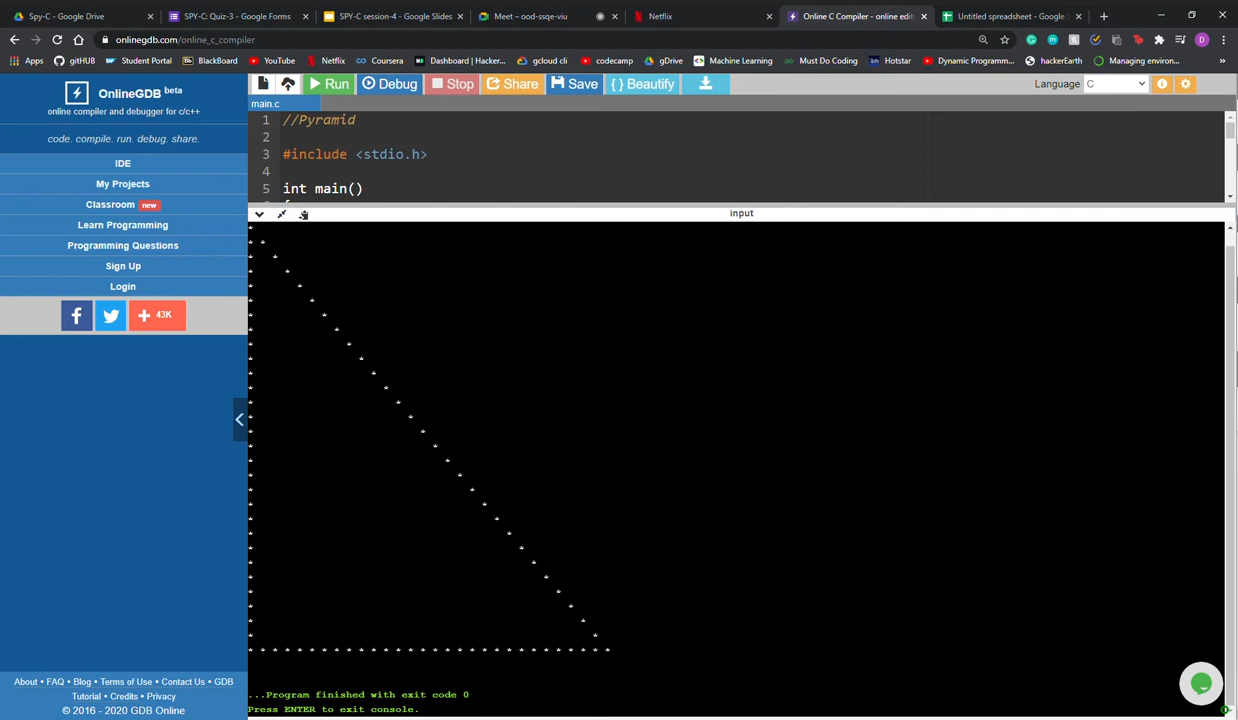 Spy-C - Google Drive
SPY-C: Quiz-3 - Google Forms
SPY-C session-4 - Google Slides
Meet – ood-ssqe-viu
Netflix
Online C Compiler - online edit
Untitled spreadsheet - Google S
onlinegdb.com/online_c_compiler
Apps
gitHUB
Student Portal
BlackBoard
YouTube
Netflix
Coursera
Dashboard | Hacker...
gcloud cli
codecamp
gDrive
Machine Learning
Must Do Coding
Hotstar
Dynamic Programm...
hackerEarth
Managing environ...
»
OnlineGDB beta
online compiler and debugger for c/c++
code. compile. run. debug. share.
IDE
My Projects
Classroom new
Learn Programming
Programming Questions
Sign Up
Login
43K
About • FAQ • Blog • Terms of Use • Contact Us • GDB
Tutorial • Credits • Privacy
© 2016 - 2020 GDB Online
Run
Debug
Stop
Share
Save
{ } Beautify
Language C
main.c
1 //Pyramid
2
3 #include <stdio.h>
4
5 int main()
input
*
* *
*   *
*     *
*       *
*         *
*           *
*             *
*               *
*                 *
*                   *
*                     *
*                       *
*                         *
*                           *
*                             *
*                               *
*                                 *
*                                   *
*                                     *
*                                       *
*                                         *
*                                           *
*                                             *
*                                               *
*                                                 *
*                                                   *
*                                                     *
*                                                       *
* * * * * * * * * * * * * * * * * * * * * * * * * * * * * *
...Program finished with exit code 0
Press ENTER to exit console.